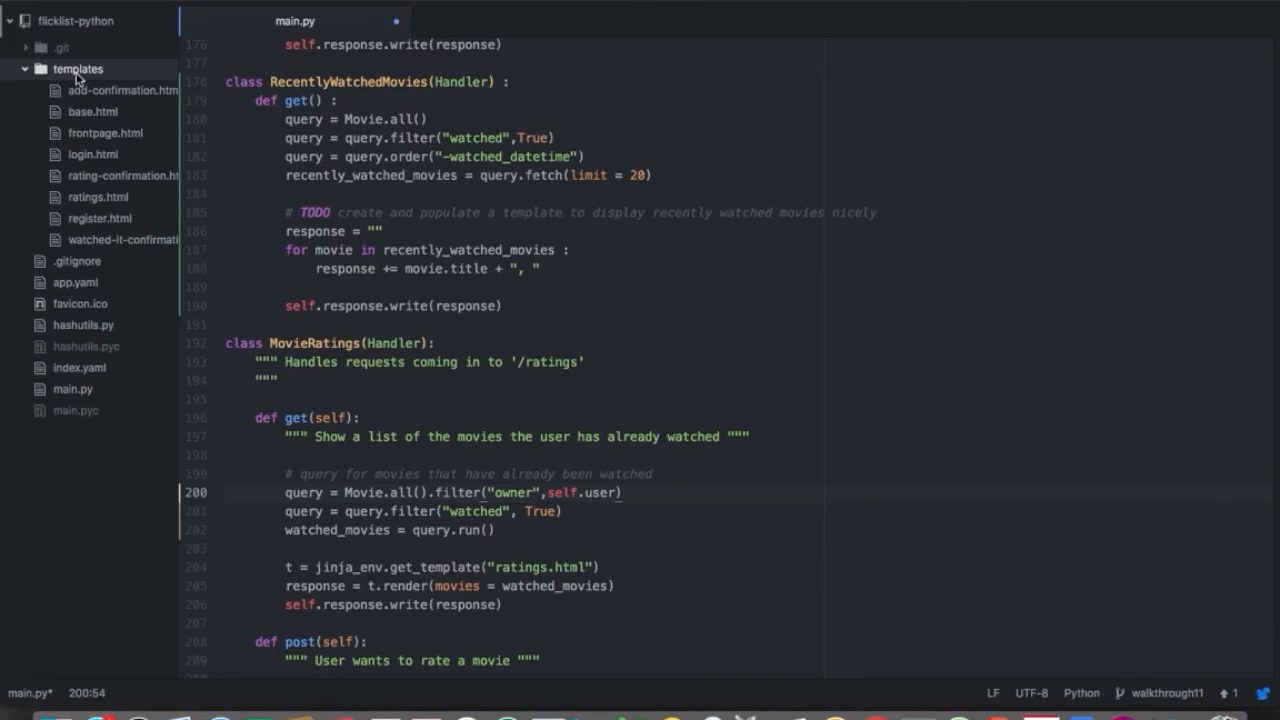 flicklist-python
main.py
.git
templates
add-confirmation.htm
base.html
frontpage.html
login.html
rating-confirmation.ht
ratings.html
register.html
watched-it-confirmati
.gitignore
app.yaml
favicon.ico
hashutils.py
hashutils.pyc
index.yaml
main.py
main.pyc
176 self.response.write(response)
177
178 class RecentlyWatchedMovies(Handler) :
179 def get() :
180 query = Movie.all()
181 query = query.filter("watched",True)
182 query = query.order("-watched_datetime")
183 recently_watched_movies = query.fetch(limit = 20)
184
185 # TODO create and populate a template to display recently watched movies nicely
186 response = ""
187 for movie in recently_watched_movies :
188 response += movie.title + ", "
189
190 self.response.write(response)
191
192 class MovieRatings(Handler):
193 """ Handles requests coming in to '/ratings'
194 """
195
196 def get(self):
197 """ Show a list of the movies the user has already watched """
198
199 # query for movies that have already been watched
200 query = Movie.all().filter("owner",self.user)
201 query = query.filter("watched", True)
202 watched_movies = query.run()
203
204 t = jinja_env.get_template("ratings.html")
205 response = t.render(movies = watched_movies)
206 self.response.write(response)
207
208 def post(self):
209 """ User wants to rate a movie """
main.py* 200:54 LF UTF-8 Python walkthrough11 1